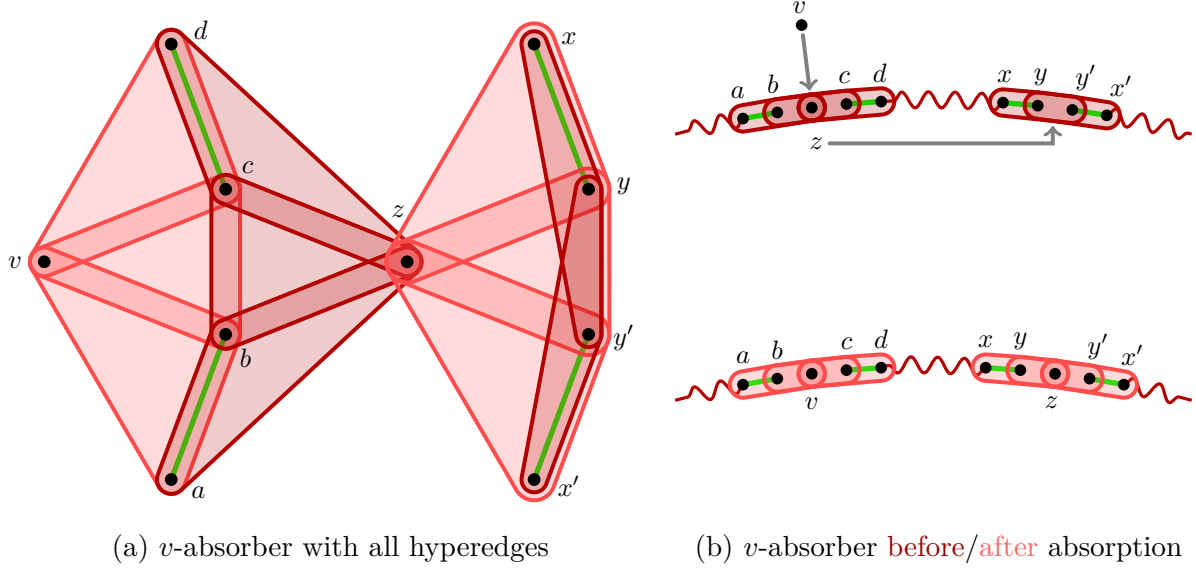 d
x
c
y
z
v
b
y′
a
x′
v
a b c d x y y′ x′
z
a b c d x y y′ x′
v z
(a) v-absorber with all hyperedges
(b) v-absorber before/after absorption